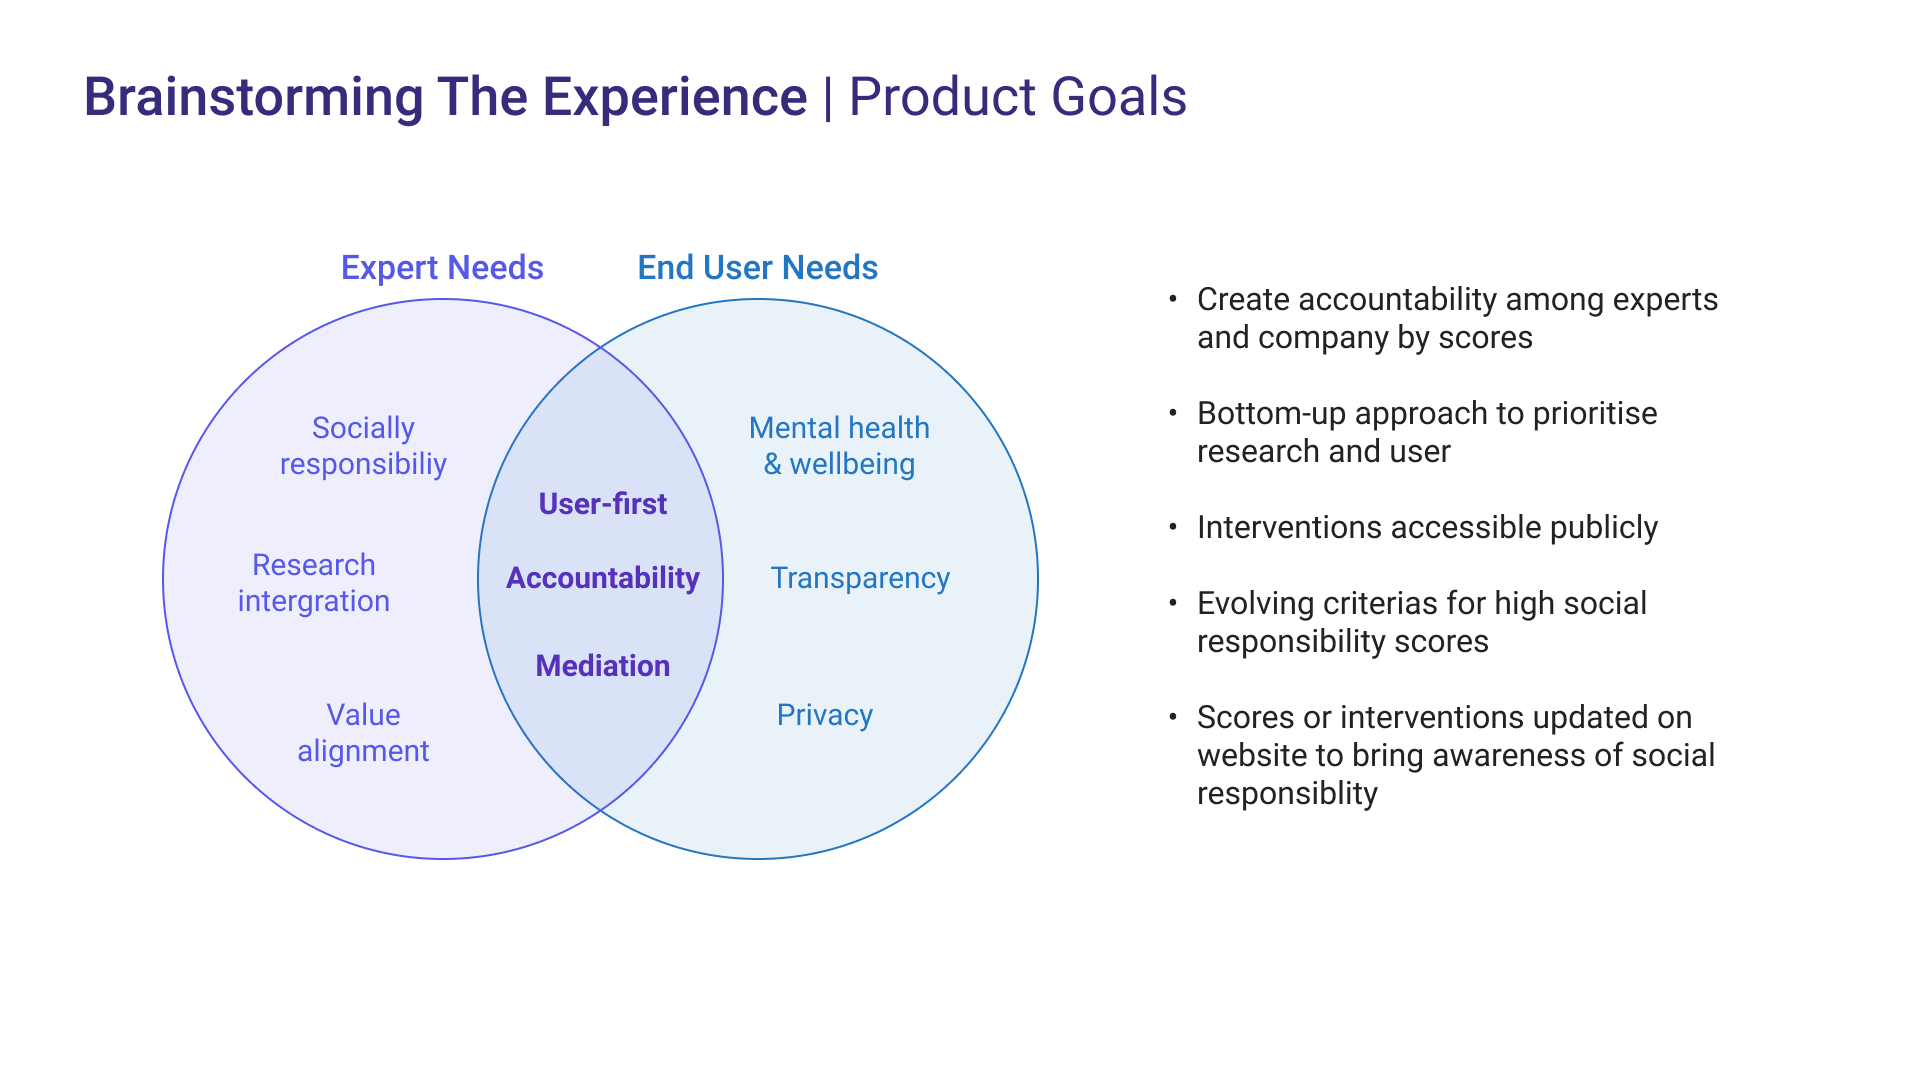 Brainstorming The Experience | Product Goals
Expert Needs
Socially
responsibiliy
Research
intergration
Value
alignment
User-first
Accountability
Mediation
End User Needs
Mental health
& wellbeing
Transparency
Privacy
• Create accountability among experts
and company by scores
• Bottom-up approach to prioritise
research and user
• Interventions accessible publicly
• Evolving criterias for high social
responsibility scores
• Scores or interventions updated on
website to bring awareness of social
responsiblity